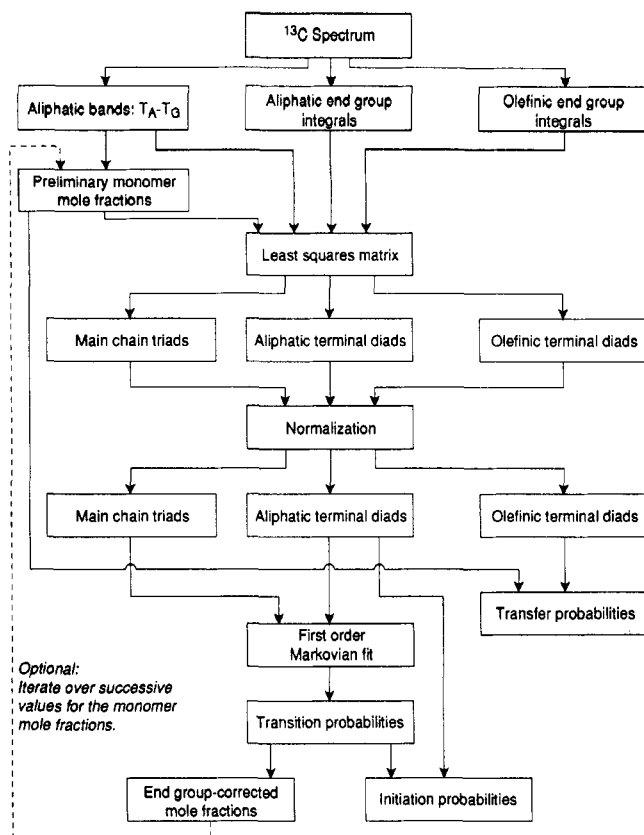 ¹³C Spectrum
Aliphatic bands: T_A-T_G
Aliphatic end group
integrals
Olefinic end group
integrals
Preliminary monomer
mole fractions
Least squares matrix
Main chain triads
Aliphatic terminal diads
Olefinic terminal diads
Normalization
Main chain triads
Aliphatic terminal diads
Olefinic terminal diads
Transfer probabilities
First order
Markovian fit
Optional:
Iterate over successive
values for the monomer
mole fractions.
Transition probabilities
End group-corrected
mole fractions
Initiation probabilities